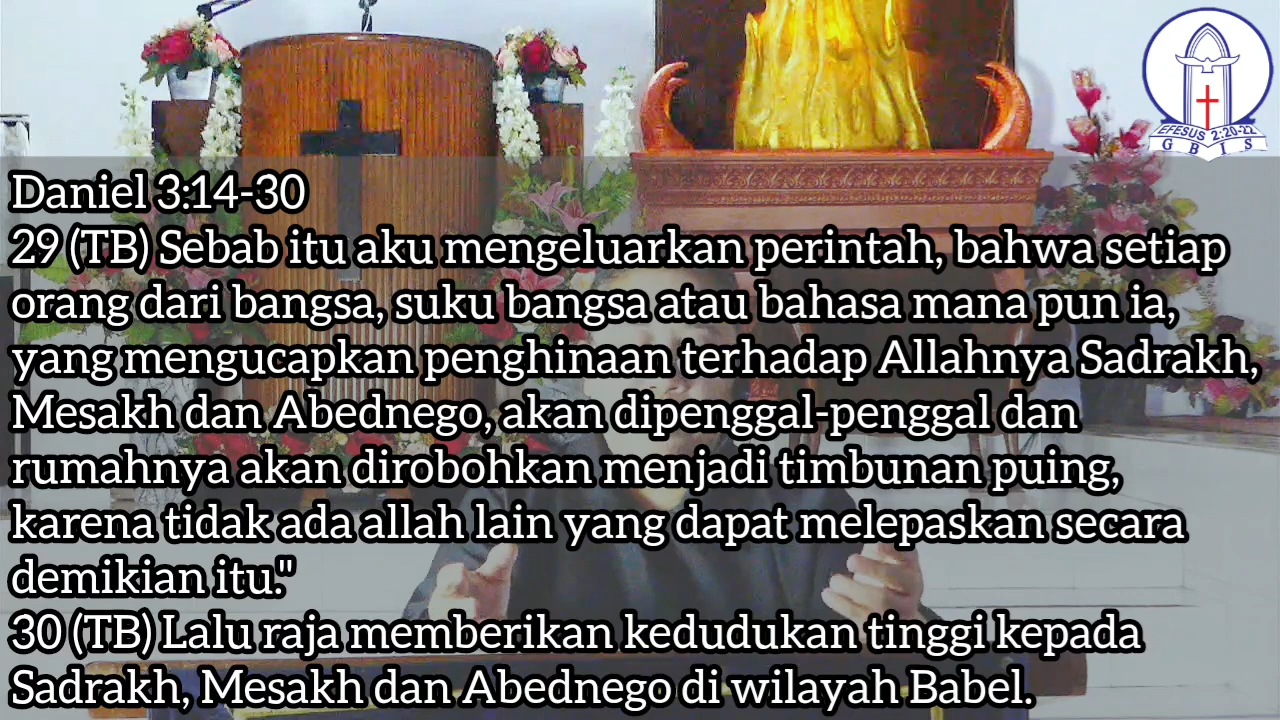 EFESUS 2:20-22
G B I S
Daniel 3:14-30
29 (TB) Sebab itu aku mengeluarkan perintah, bahwa setiap
orang dari bangsa, suku bangsa atau bahasa mana pun ia,
yang mengucapkan penghinaan terhadap Allahnya Sadrakh,
Mesakh dan Abednego, akan dipenggal-penggal dan
rumahnya akan dirobohkan menjadi timbunan puing,
karena tidak ada allah lain yang dapat melepaskan secara
demikian itu."
30 (TB) Lalu raja memberikan kedudukan tinggi kepada
Sadrakh, Mesakh dan Abednego di wilayah Babel.